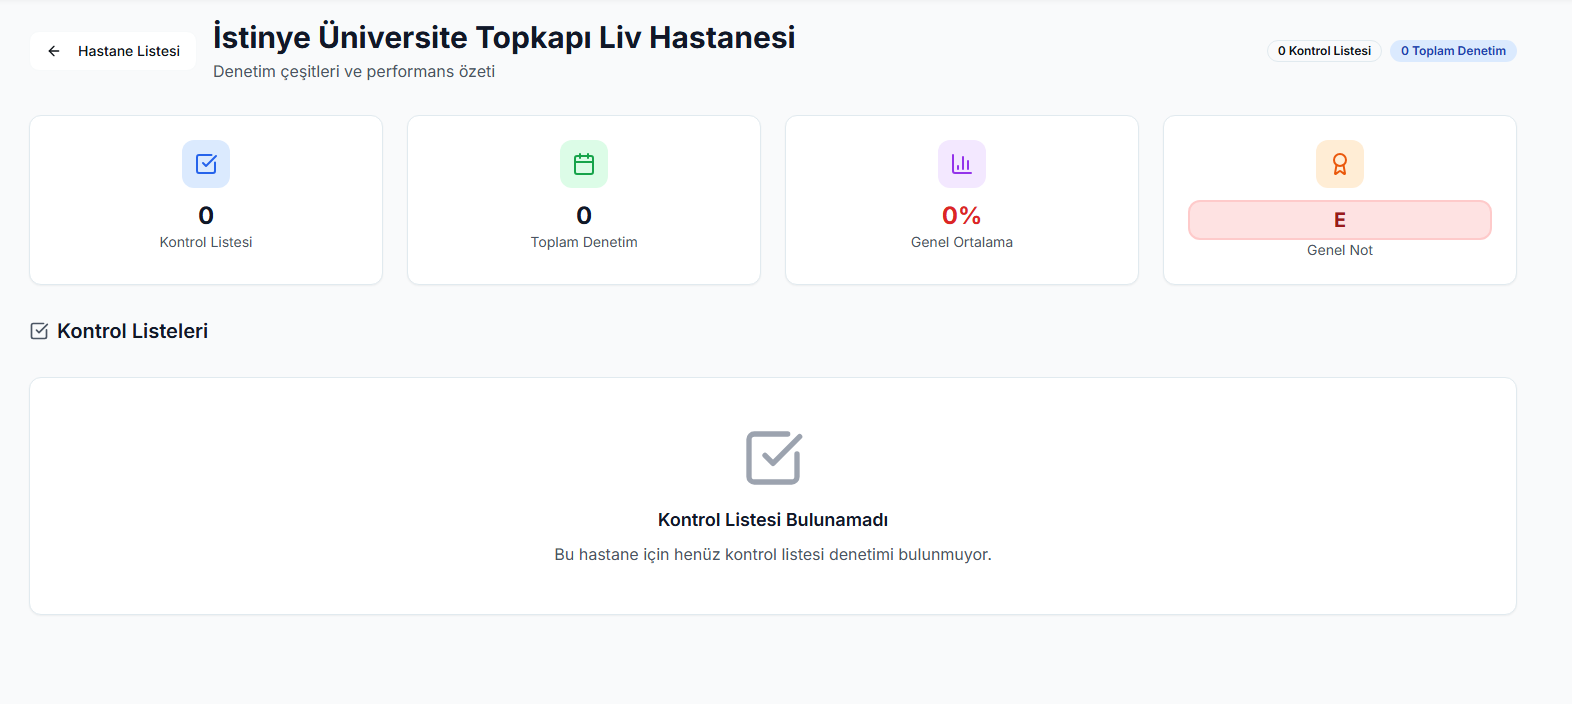 Hastane Listesi
İstinye Üniversite Topkapı Liv Hastanesi
Denetim çeşitleri ve performans özeti
0 Kontrol Listesi
0 Toplam Denetim
0
Kontrol Listesi
0
Toplam Denetim
0%
Genel Ortalama
E
Genel Not
Kontrol Listeleri
Kontrol Listesi Bulunamadı
Bu hastane için henüz kontrol listesi denetimi bulunmuyor.